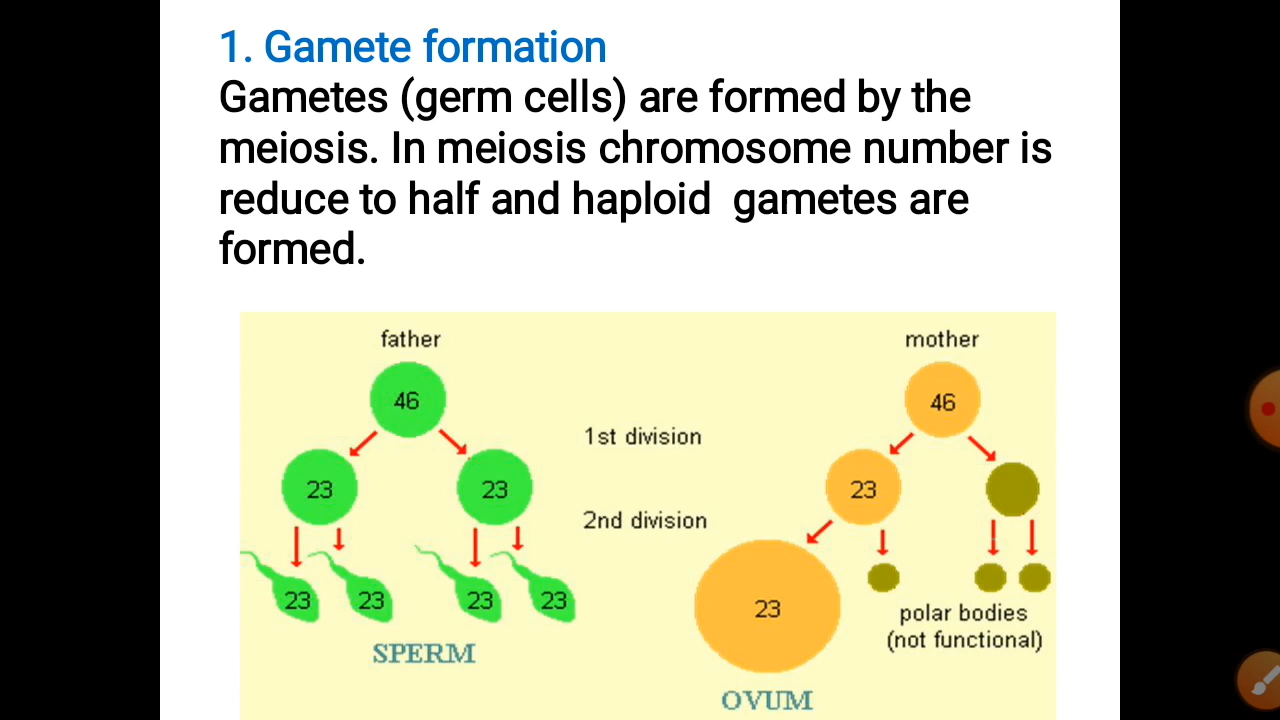 1. Gamete formation
Gametes (germ cells) are formed by the
meiosis. In meiosis chromosome number is
reduce to half and haploid gametes are
formed.
father
mother
46
46
1st division
23
23
23
2nd division
23
23
23
23
23
polar bodies
(not functional)
SPERM
OVUM